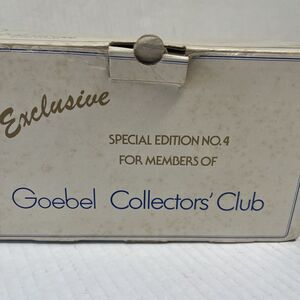 Exclusive
SPECIAL EDITION NO. 4
FOR MEMBERS OF
Goebel Collectors' Club